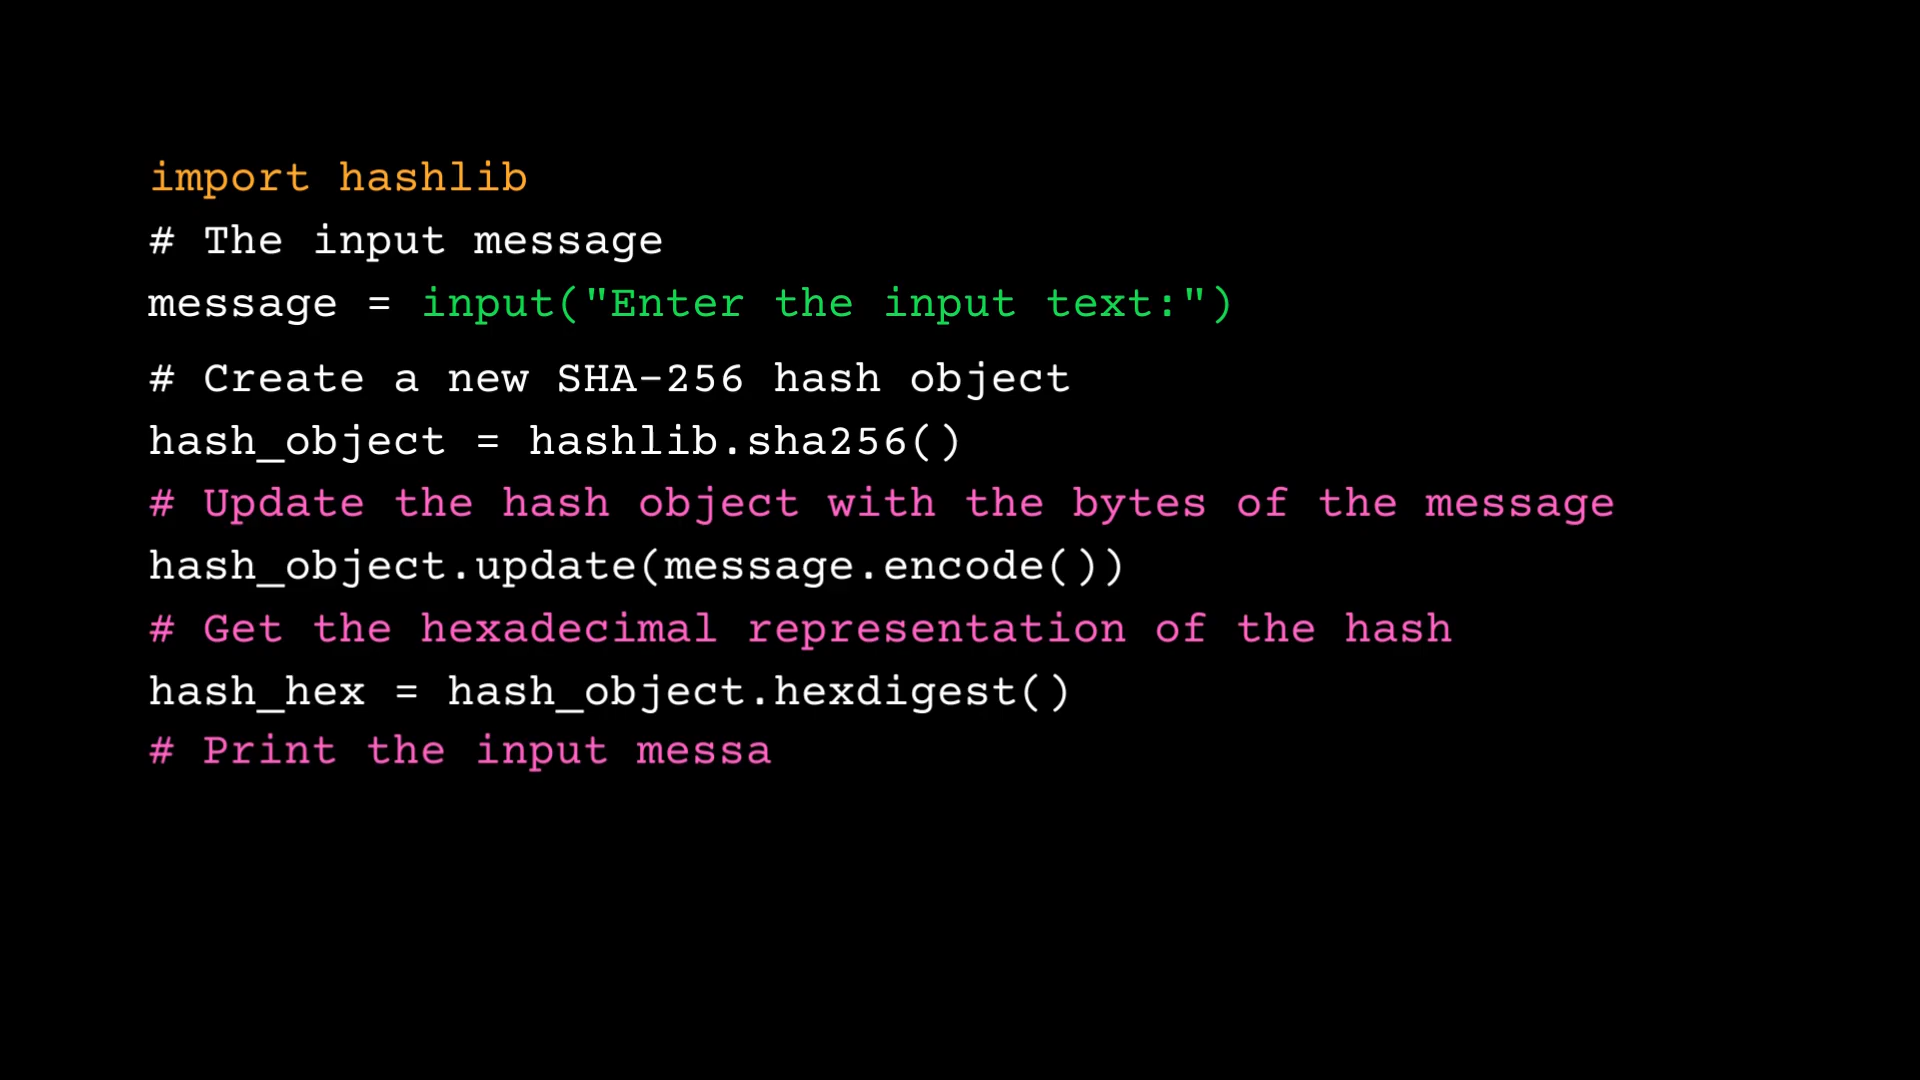 import hashlib
# The input message
message = input("Enter the input text:")
# Create a new SHA-256 hash object
hash_object = hashlib.sha256()
# Update the hash object with the bytes of the message
hash_object.update(message.encode())
# Get the hexadecimal representation of the hash
hash_hex = hash_object.hexdigest()
# Print the input messa